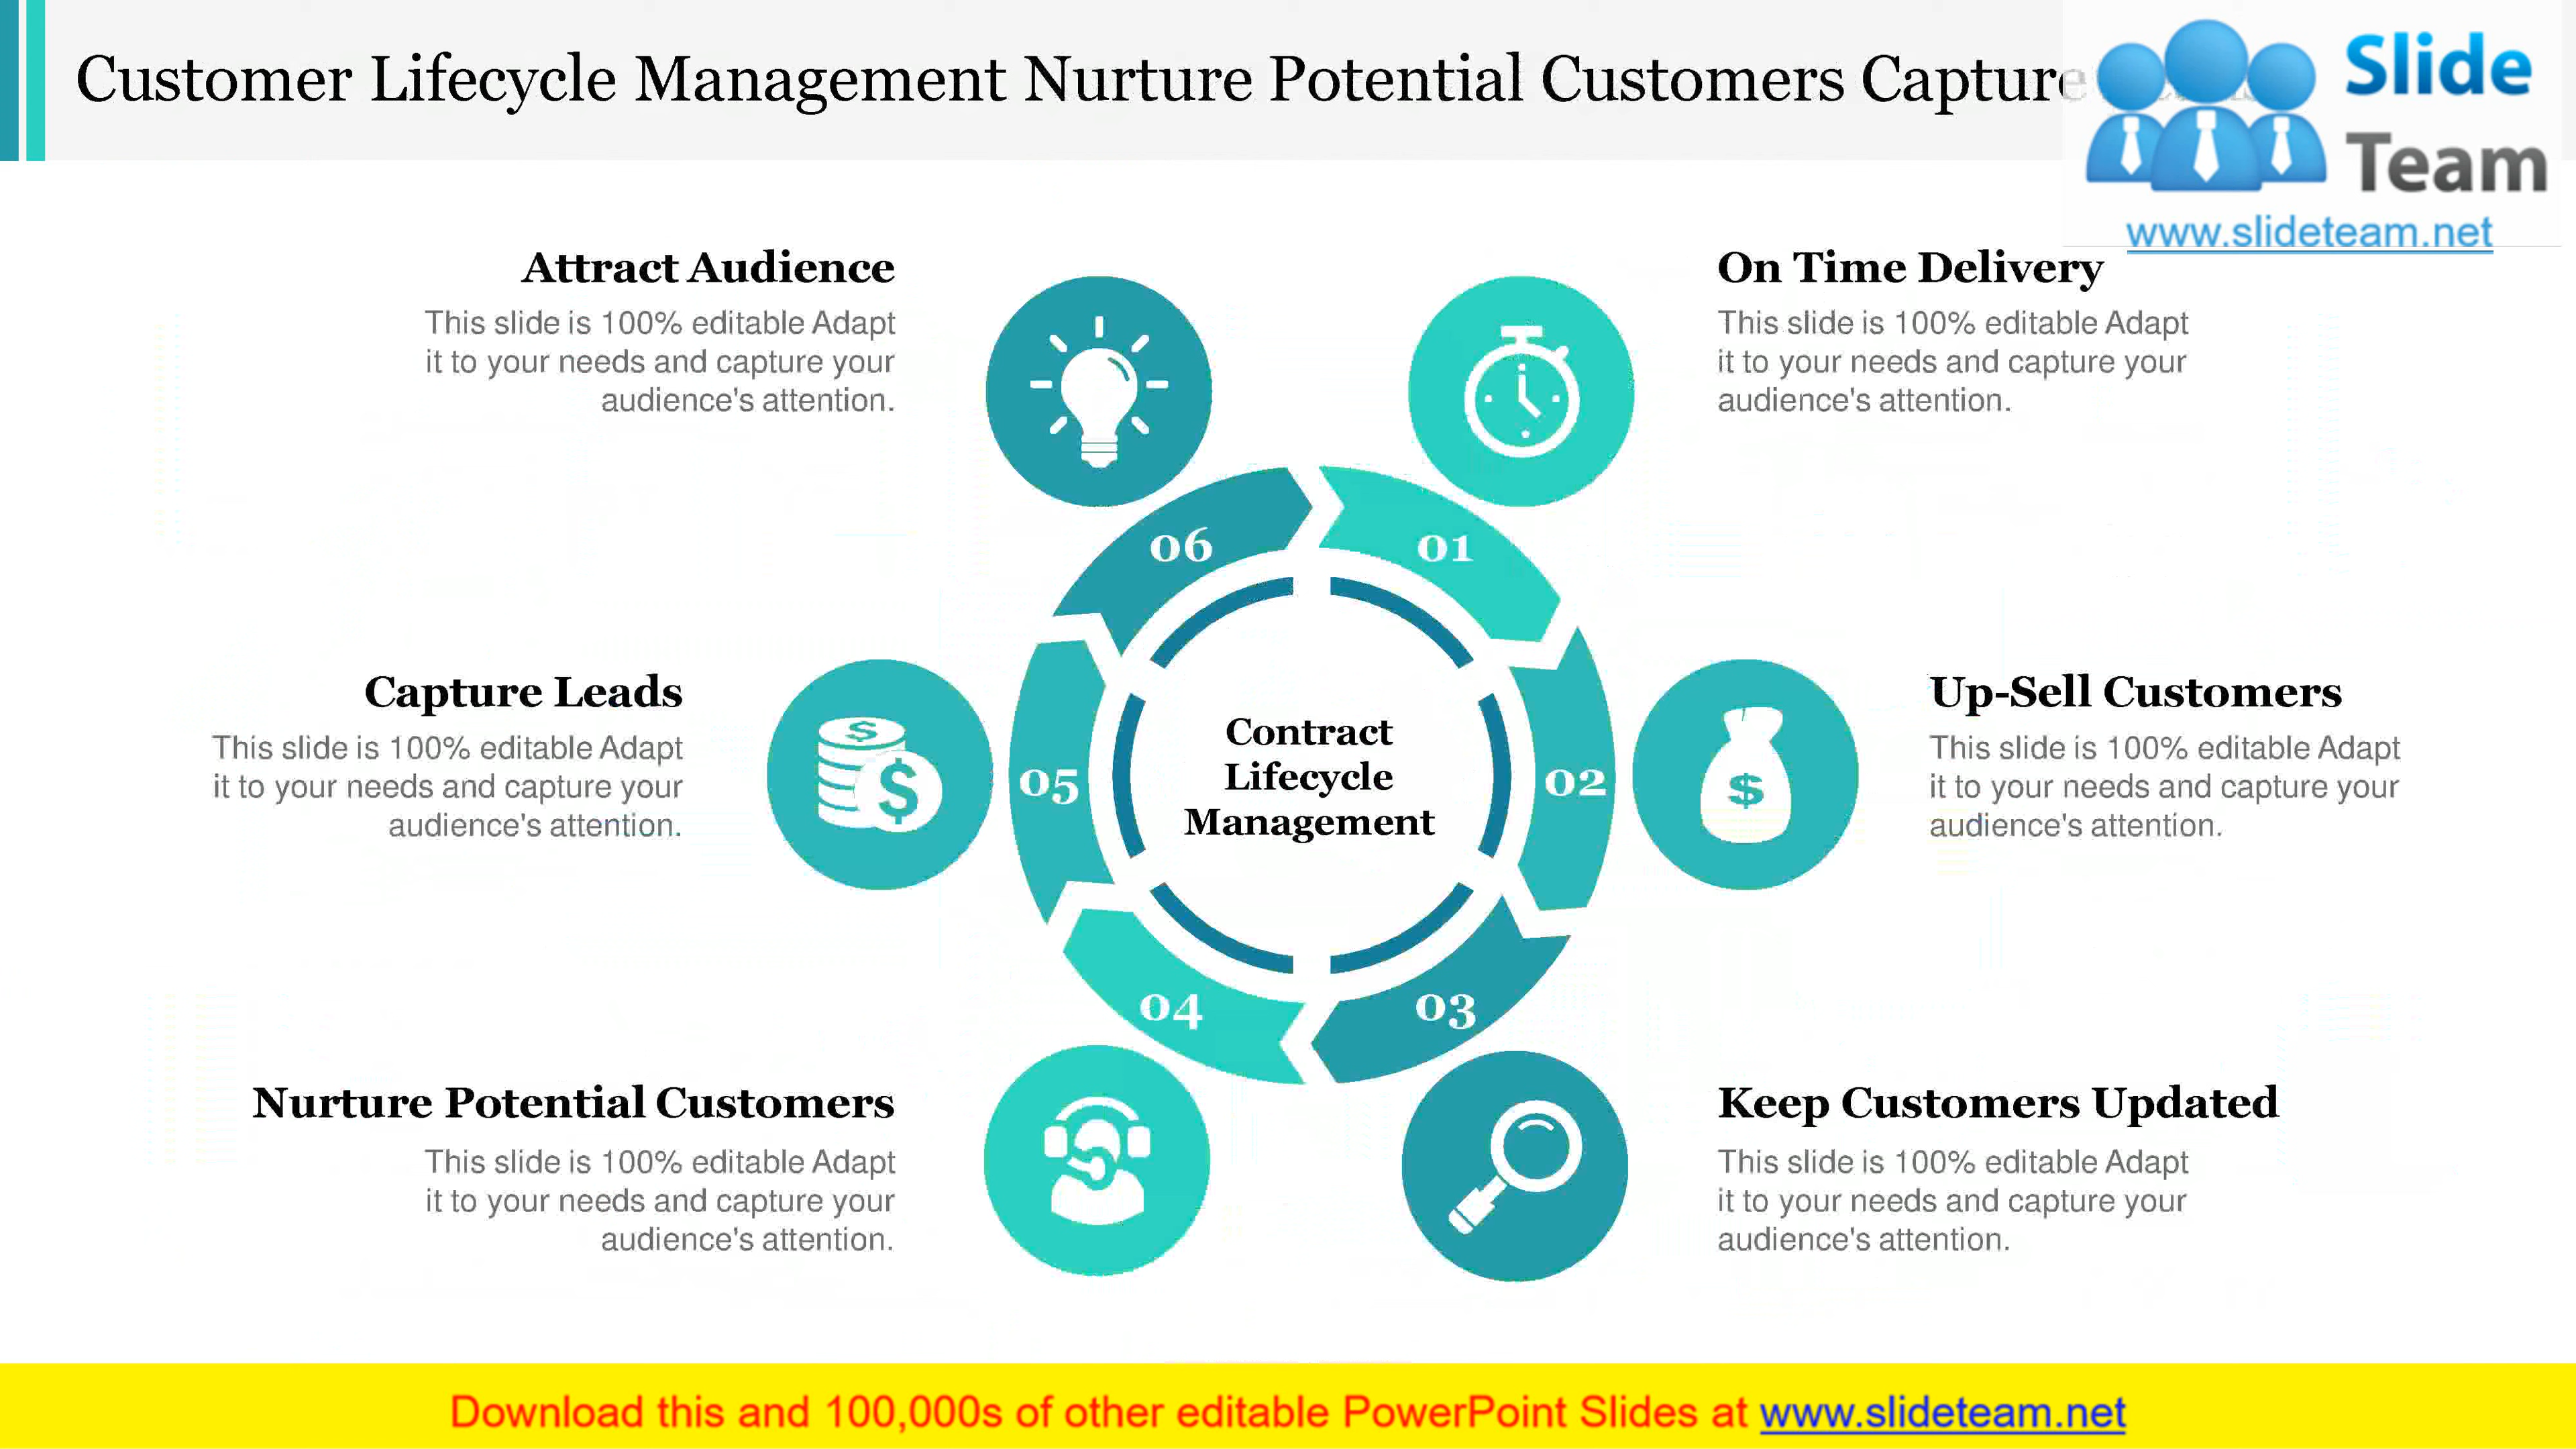 Customer Lifecycle Management Nurture Potential Customers Capture
Slide
Team
www.slideteam.net
Attract Audience
This slide is 100% editable Adapt
it to your needs and capture your
audience's attention.
On Time Delivery
This slide is 100% editable Adapt
it to your needs and capture your
audience's attention.
06
01
Capture Leads
This slide is 100% editable Adapt
it to your needs and capture your
audience's attention.
$
$
05
Contract
Lifecycle
Management
02
$
Up-Sell Customers
This slide is 100% editable Adapt
it to your needs and capture your
audience's attention.
04
03
Nurture Potential Customers
This slide is 100% editable Adapt
it to your needs and capture your
audience's attention.
Keep Customers Updated
This slide is 100% editable Adapt
it to your needs and capture your
audience's attention.
Download this and 100,000s of other editable PowerPoint Slides at www.slideteam.net